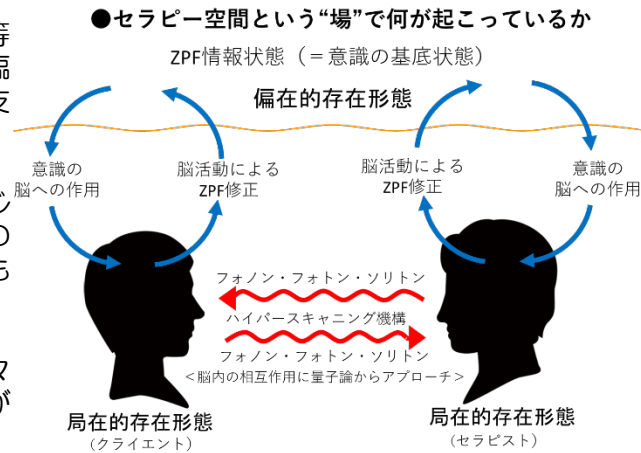 ●セラピー空間という“場”で何が起こっているか
ZPF情報状態（＝意識の基底状態）
偏在的存在形態
意識の
脳への作用
脳活動による
ZPF修正
脳活動による
ZPF修正
意識の
脳への作用
フォノン・フォトン・ソリトン
ハイパースキャニング機構
フォノン・フォトン・ソリトン
＜脳内の相互作用に量子論からアプローチ＞
局在的存在形態
（クライエント）
局在的存在形態
（セラピスト）
等
支
の
も
が